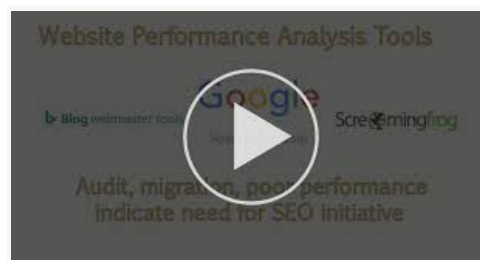 Website Performance Analysis Tools
Google
Bing webmaster tools
Screamingfrog
Audit, migration, poor performance
indicate need for SEO initiative